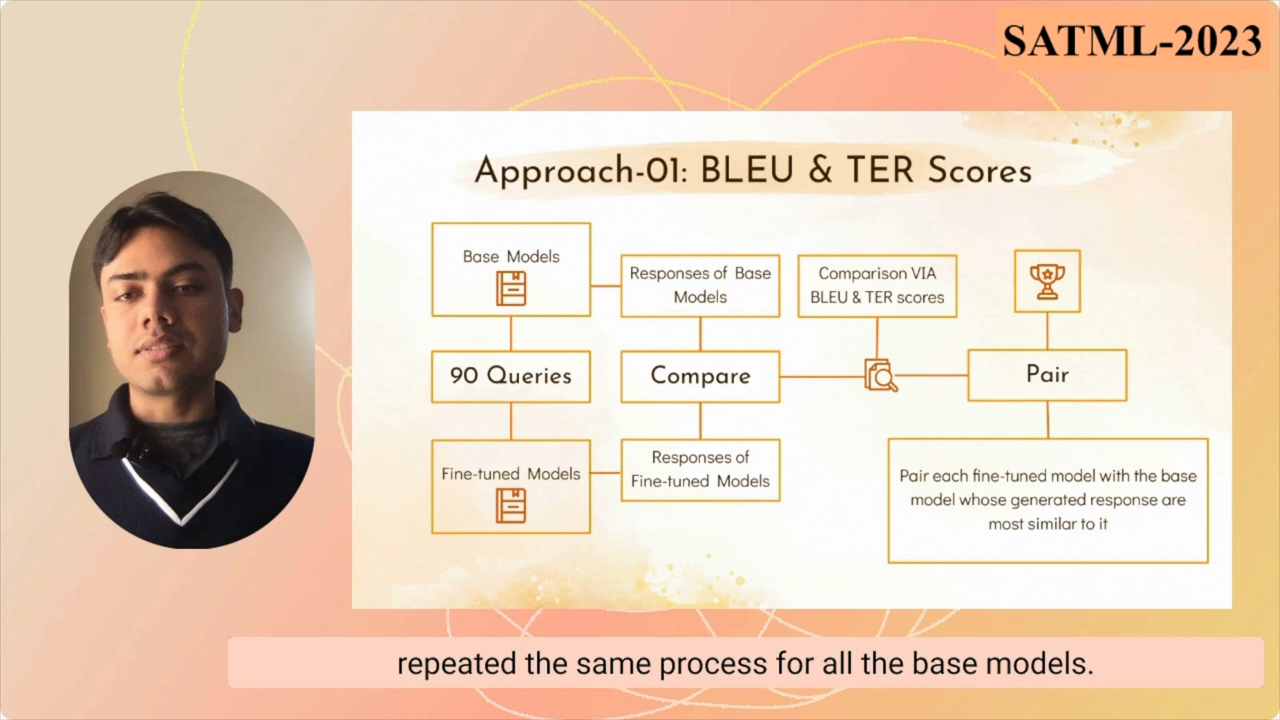 SATML-2023
Approach-01: BLEU & TER Scores
Base Models
Responses of Base
Models
Comparison VIA
BLEU & TER scores
90 Queries
Compare
Pair
Fine-tuned Models
Responses of
Fine-tuned Models
Pair each fine-tuned model with the base
model whose generated response are
most similar to it
repeated the same process for all the base models.